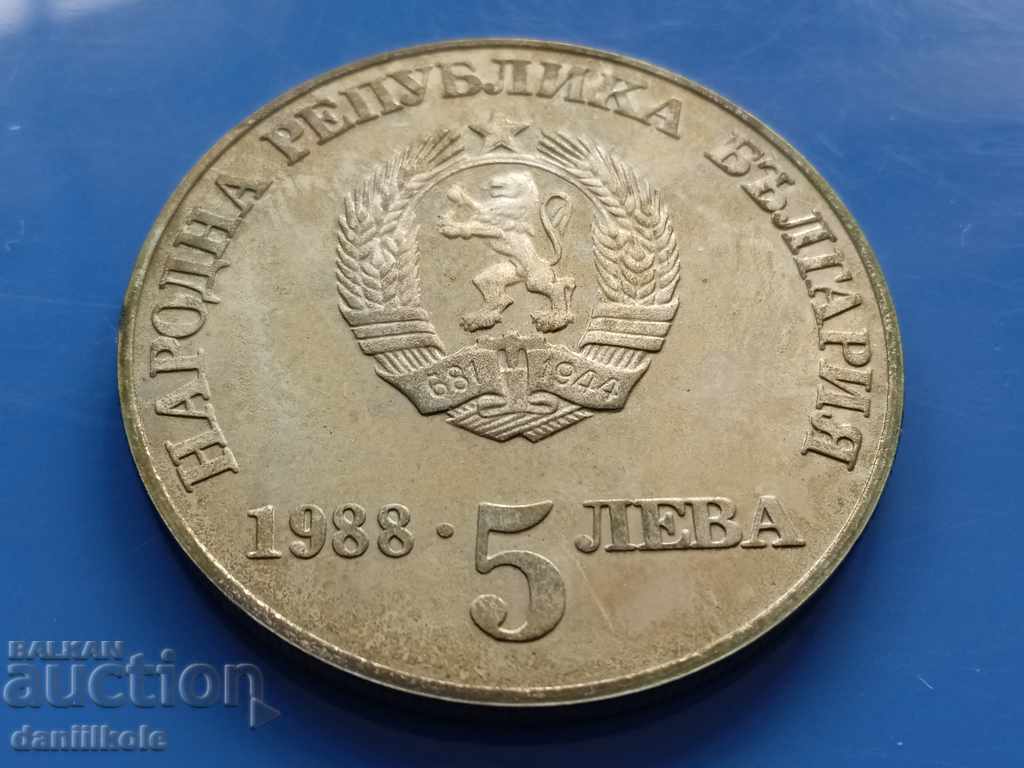 НАРОДНА РЕПУБЛИКА БЪЛГАРИЯ
681 1944
1988 · 5 ЛЕВА
BALKAN
auction
daniilkole